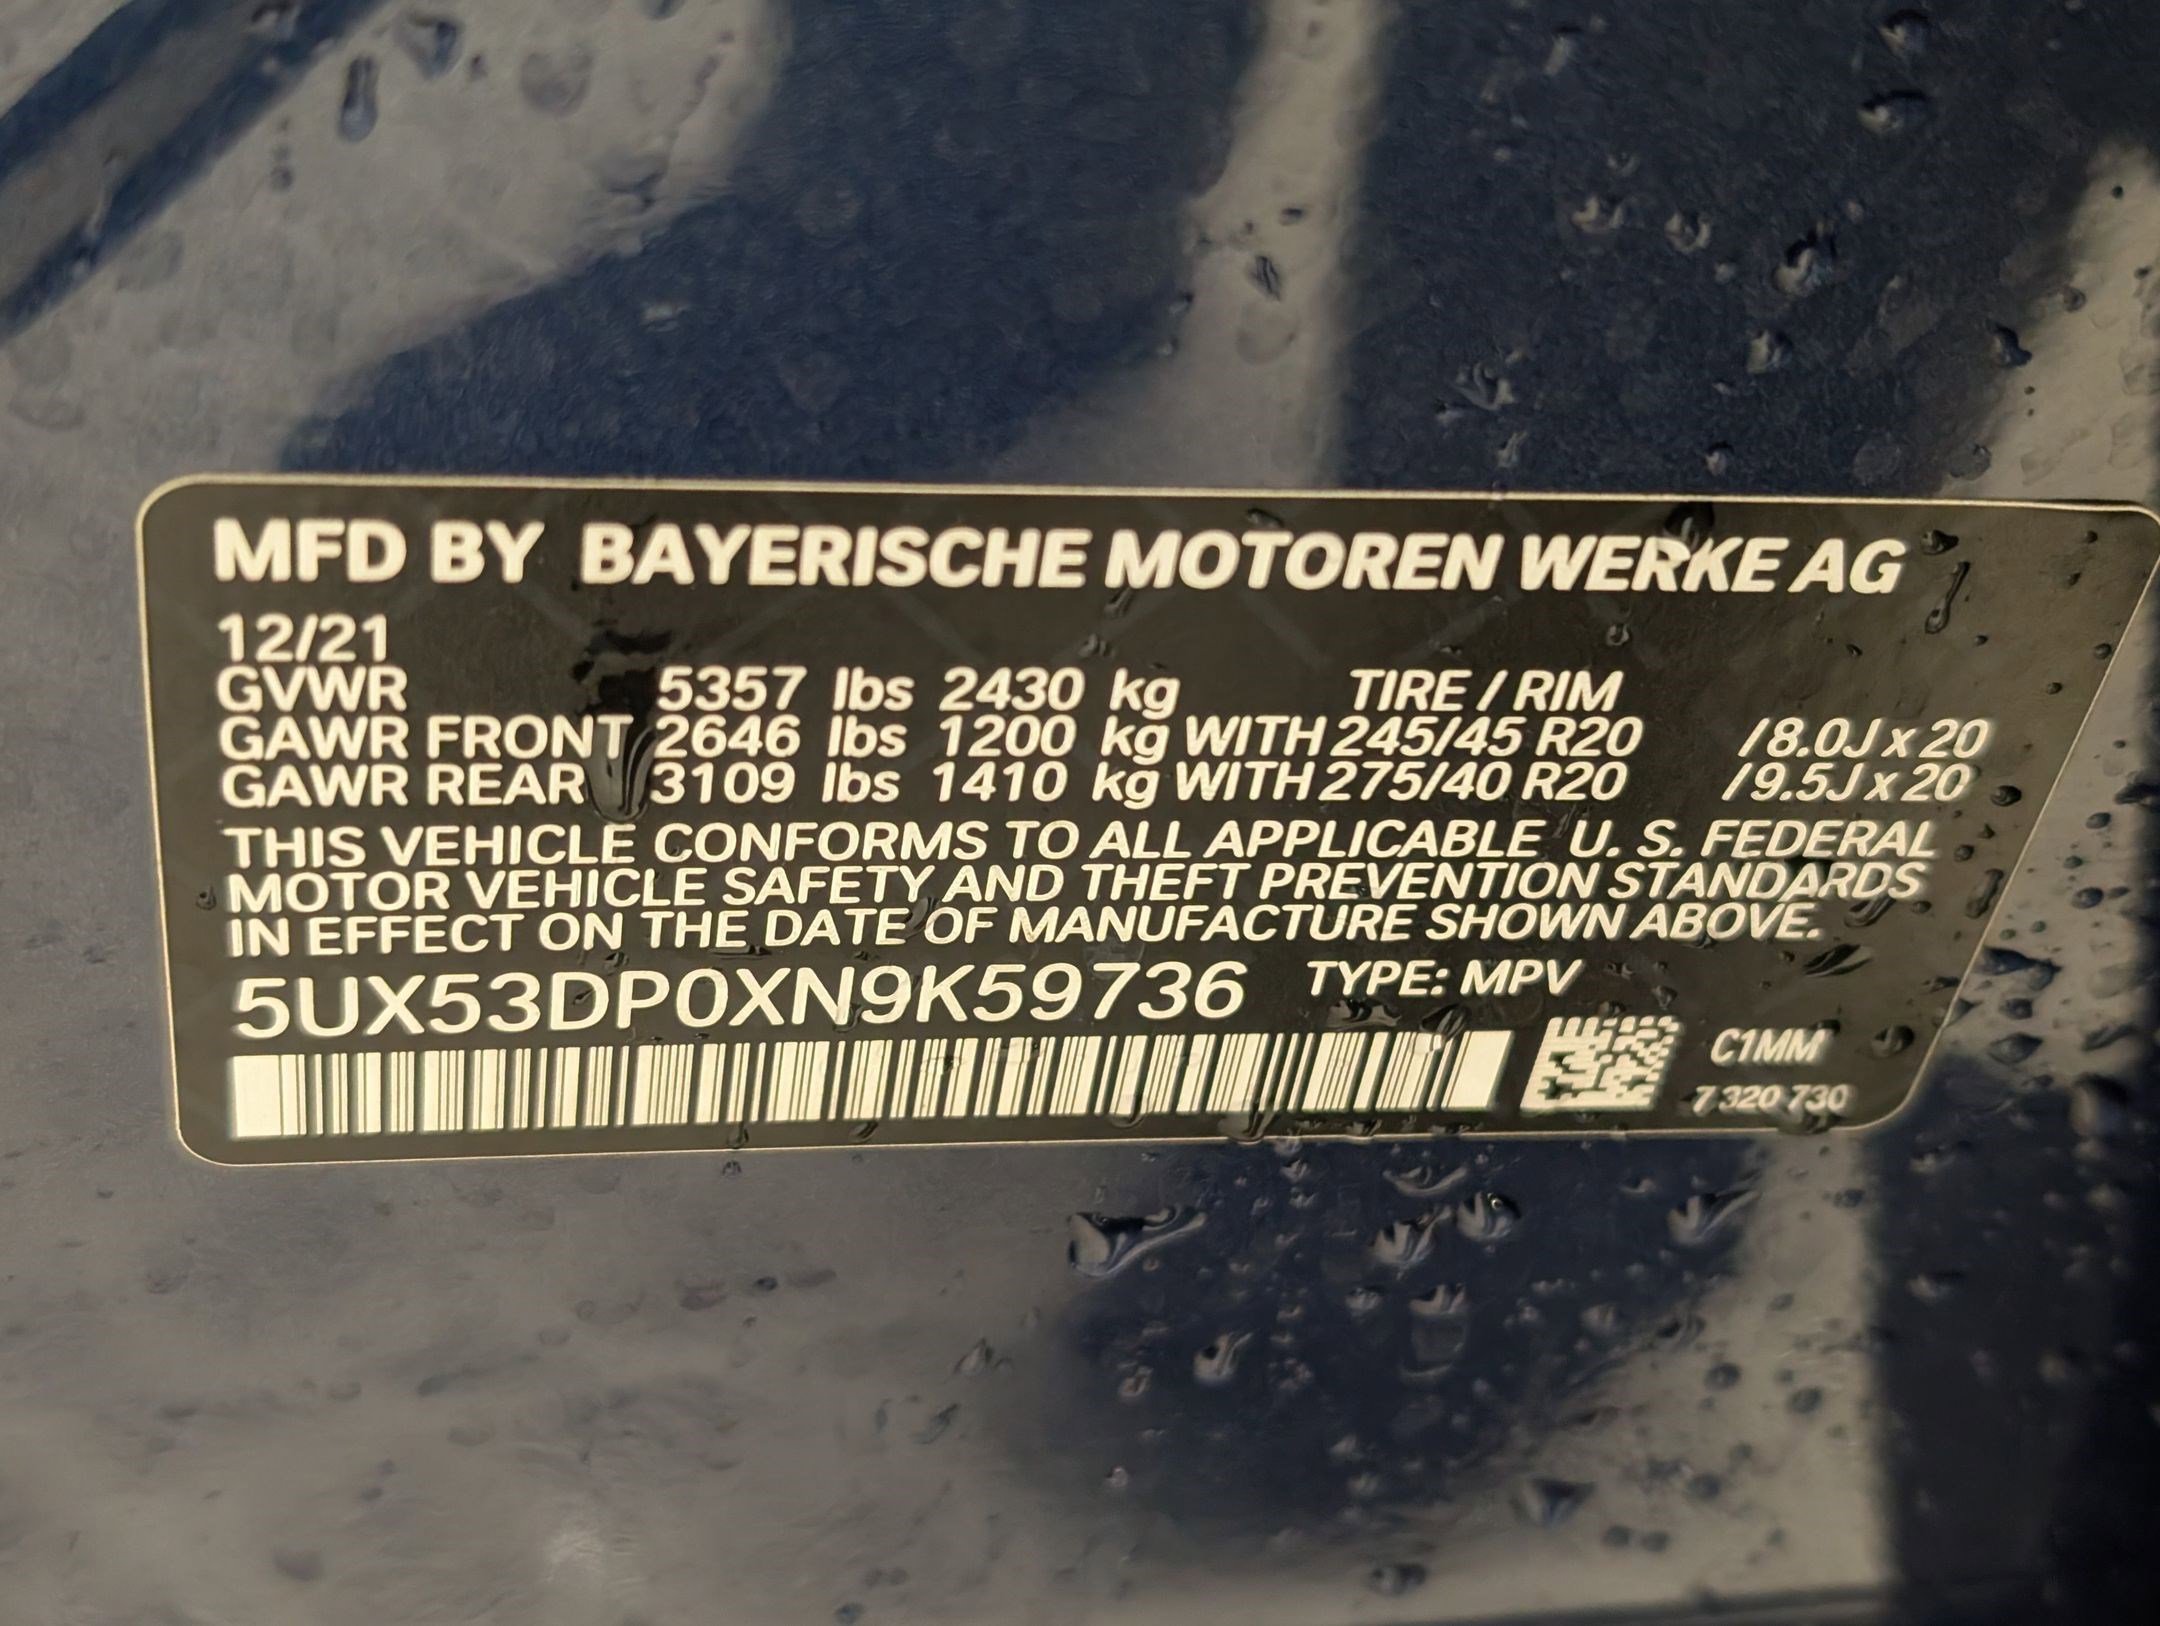 MFD BY BAYERISCHE MOTOREN WERKE AG
12/21
GVWR 5357 lbs 2430 kg TIRE / RIM
GAWR FRONT 2646 lbs 1200 kg WITH 245/45 R20 /8.0J x 20
GAWR REAR 3109 lbs 1410 kg WITH 275/40 R20 /9.5J x 20
THIS VEHICLE CONFORMS TO ALL APPLICABLE U. S. FEDERAL
MOTOR VEHICLE SAFETY AND THEFT PREVENTION STANDARDS
IN EFFECT ON THE DATE OF MANUFACTURE SHOWN ABOVE.
5UX53DP0XN9K59736 TYPE: MPV
C1MM
7 320 730